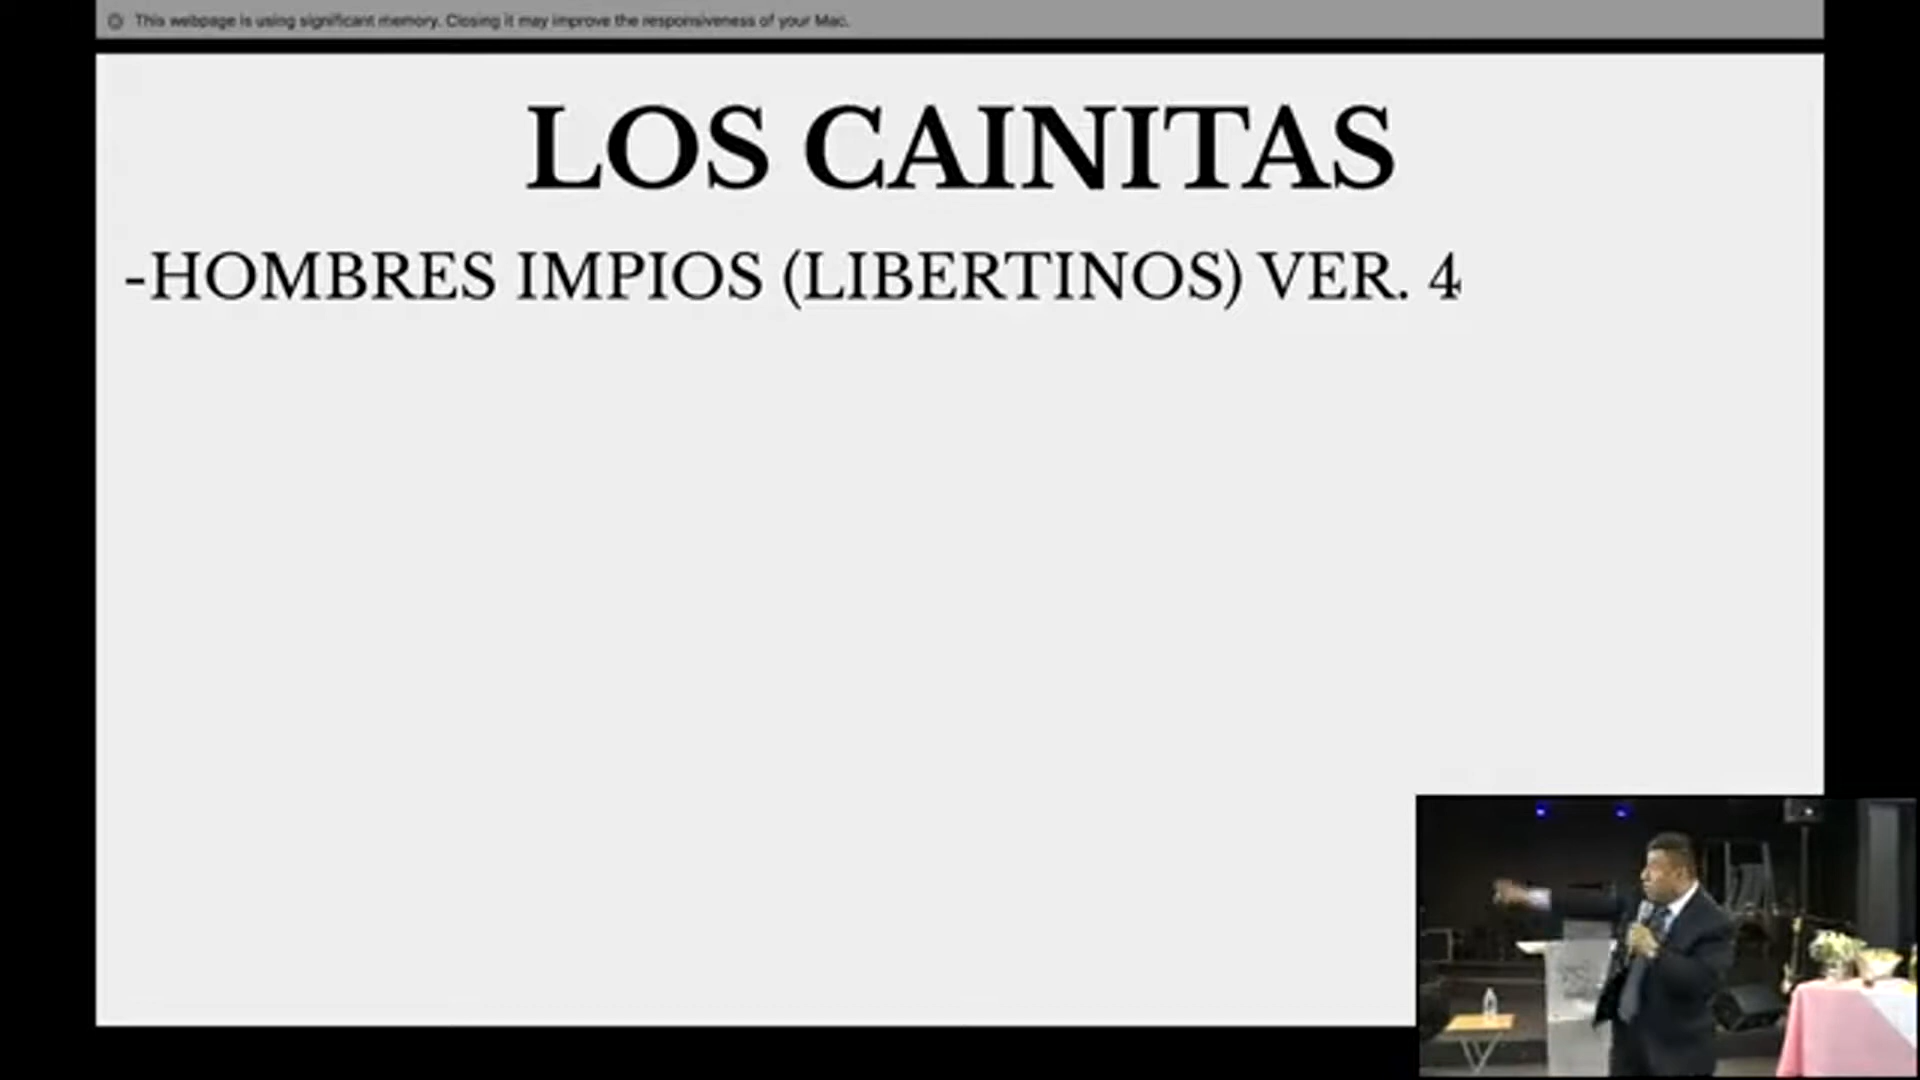 This webpage is using significant memory. Closing it may improve the responsiveness of your Mac.
LOS CAINITAS
-HOMBRES IMPIOS (LIBERTINOS) VER. 4